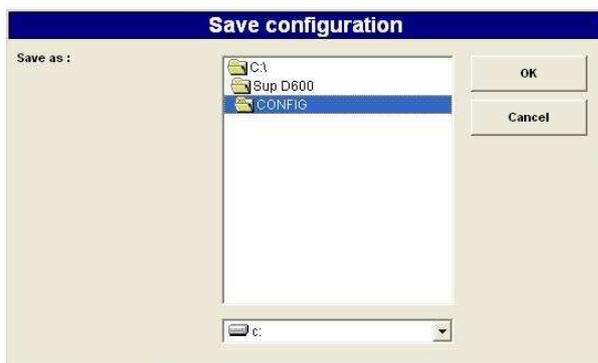 Save configuration
Save as :
C:\
Sup D600
CONFIG
OK
Cancel
c: